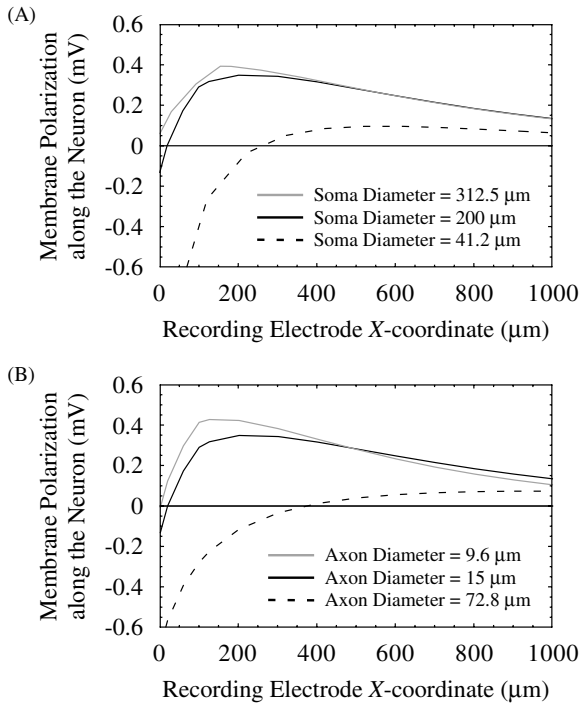 (A)
Membrane Polarization
along the Neuron (mV)
0.6
0.4
0.2
0
-0.2
-0.4
-0.6
Soma Diameter = 312.5 μm
Soma Diameter = 200 μm
Soma Diameter = 41.2 μm
0 200 400 600 800 1000
Recording Electrode X-coordinate (μm)
(B)
Membrane Polarization
along the Neuron (mV)
0.6
0.4
0.2
0
-0.2
-0.4
-0.6
Axon Diameter = 9.6 μm
Axon Diameter = 15 μm
Axon Diameter = 72.8 μm
0 200 400 600 800 1000
Recording Electrode X-coordinate (μm)